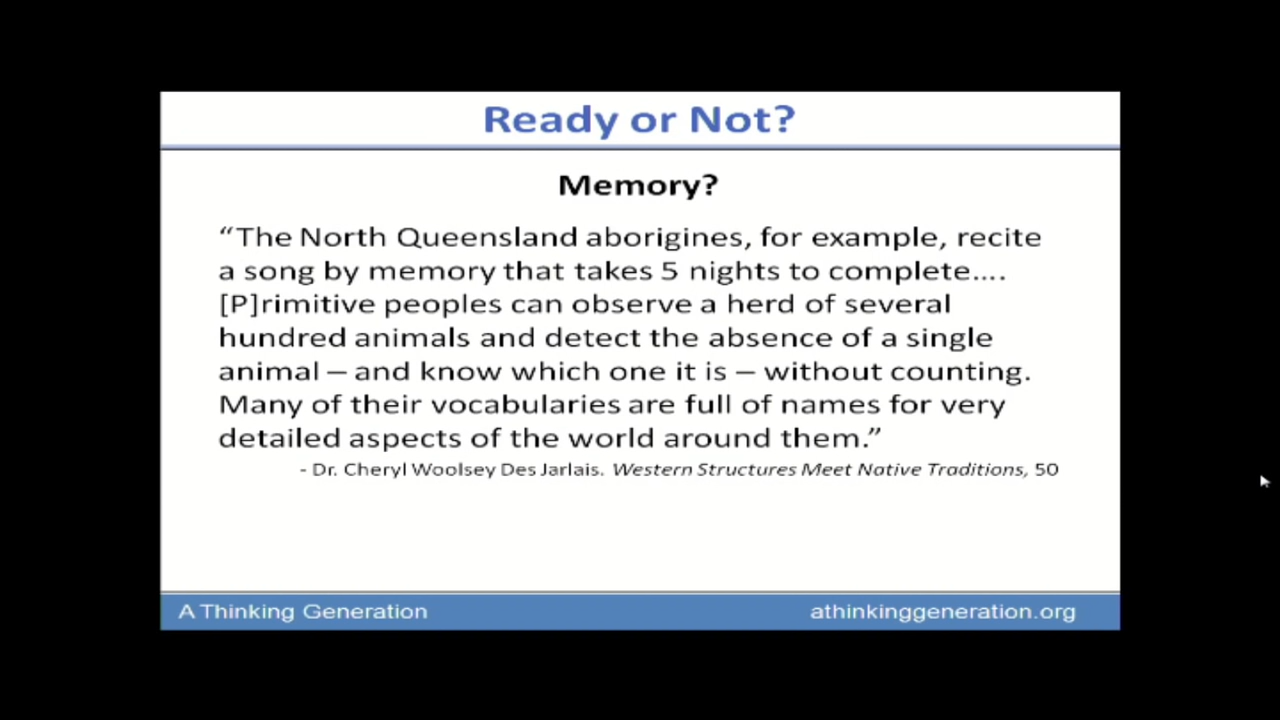 Ready or Not?
Memory?
“The North Queensland aborigines, for example, recite
a song by memory that takes 5 nights to complete....
[P]rimitive peoples can observe a herd of several
hundred animals and detect the absence of a single
animal – and know which one it is – without counting.
Many of their vocabularies are full of names for very
detailed aspects of the world around them.”
- Dr. Cheryl Woolsey Des Jarlais. Western Structures Meet Native Traditions, 50
A Thinking Generation
athinkinggeneration.org